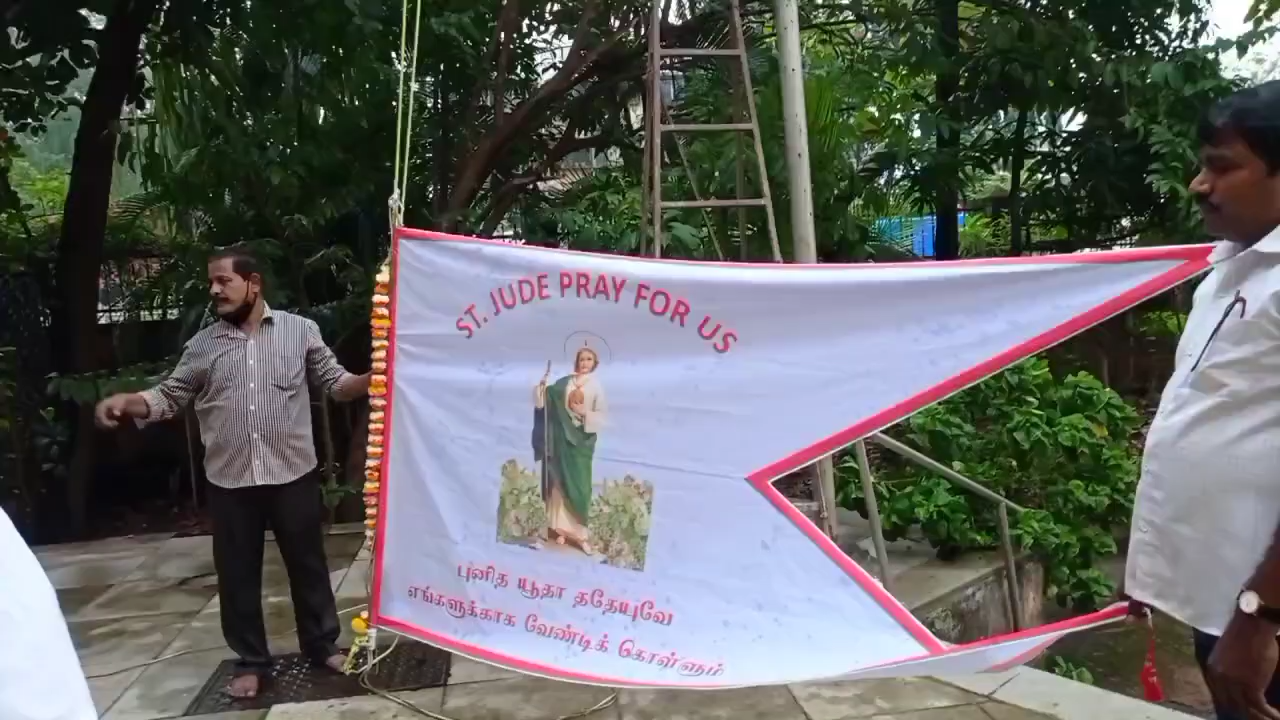 ST. JUDE PRAY FOR US
புனித யூதா ததேயுவே
எங்களுக்காக வேண்டிக் கொள்ளும்